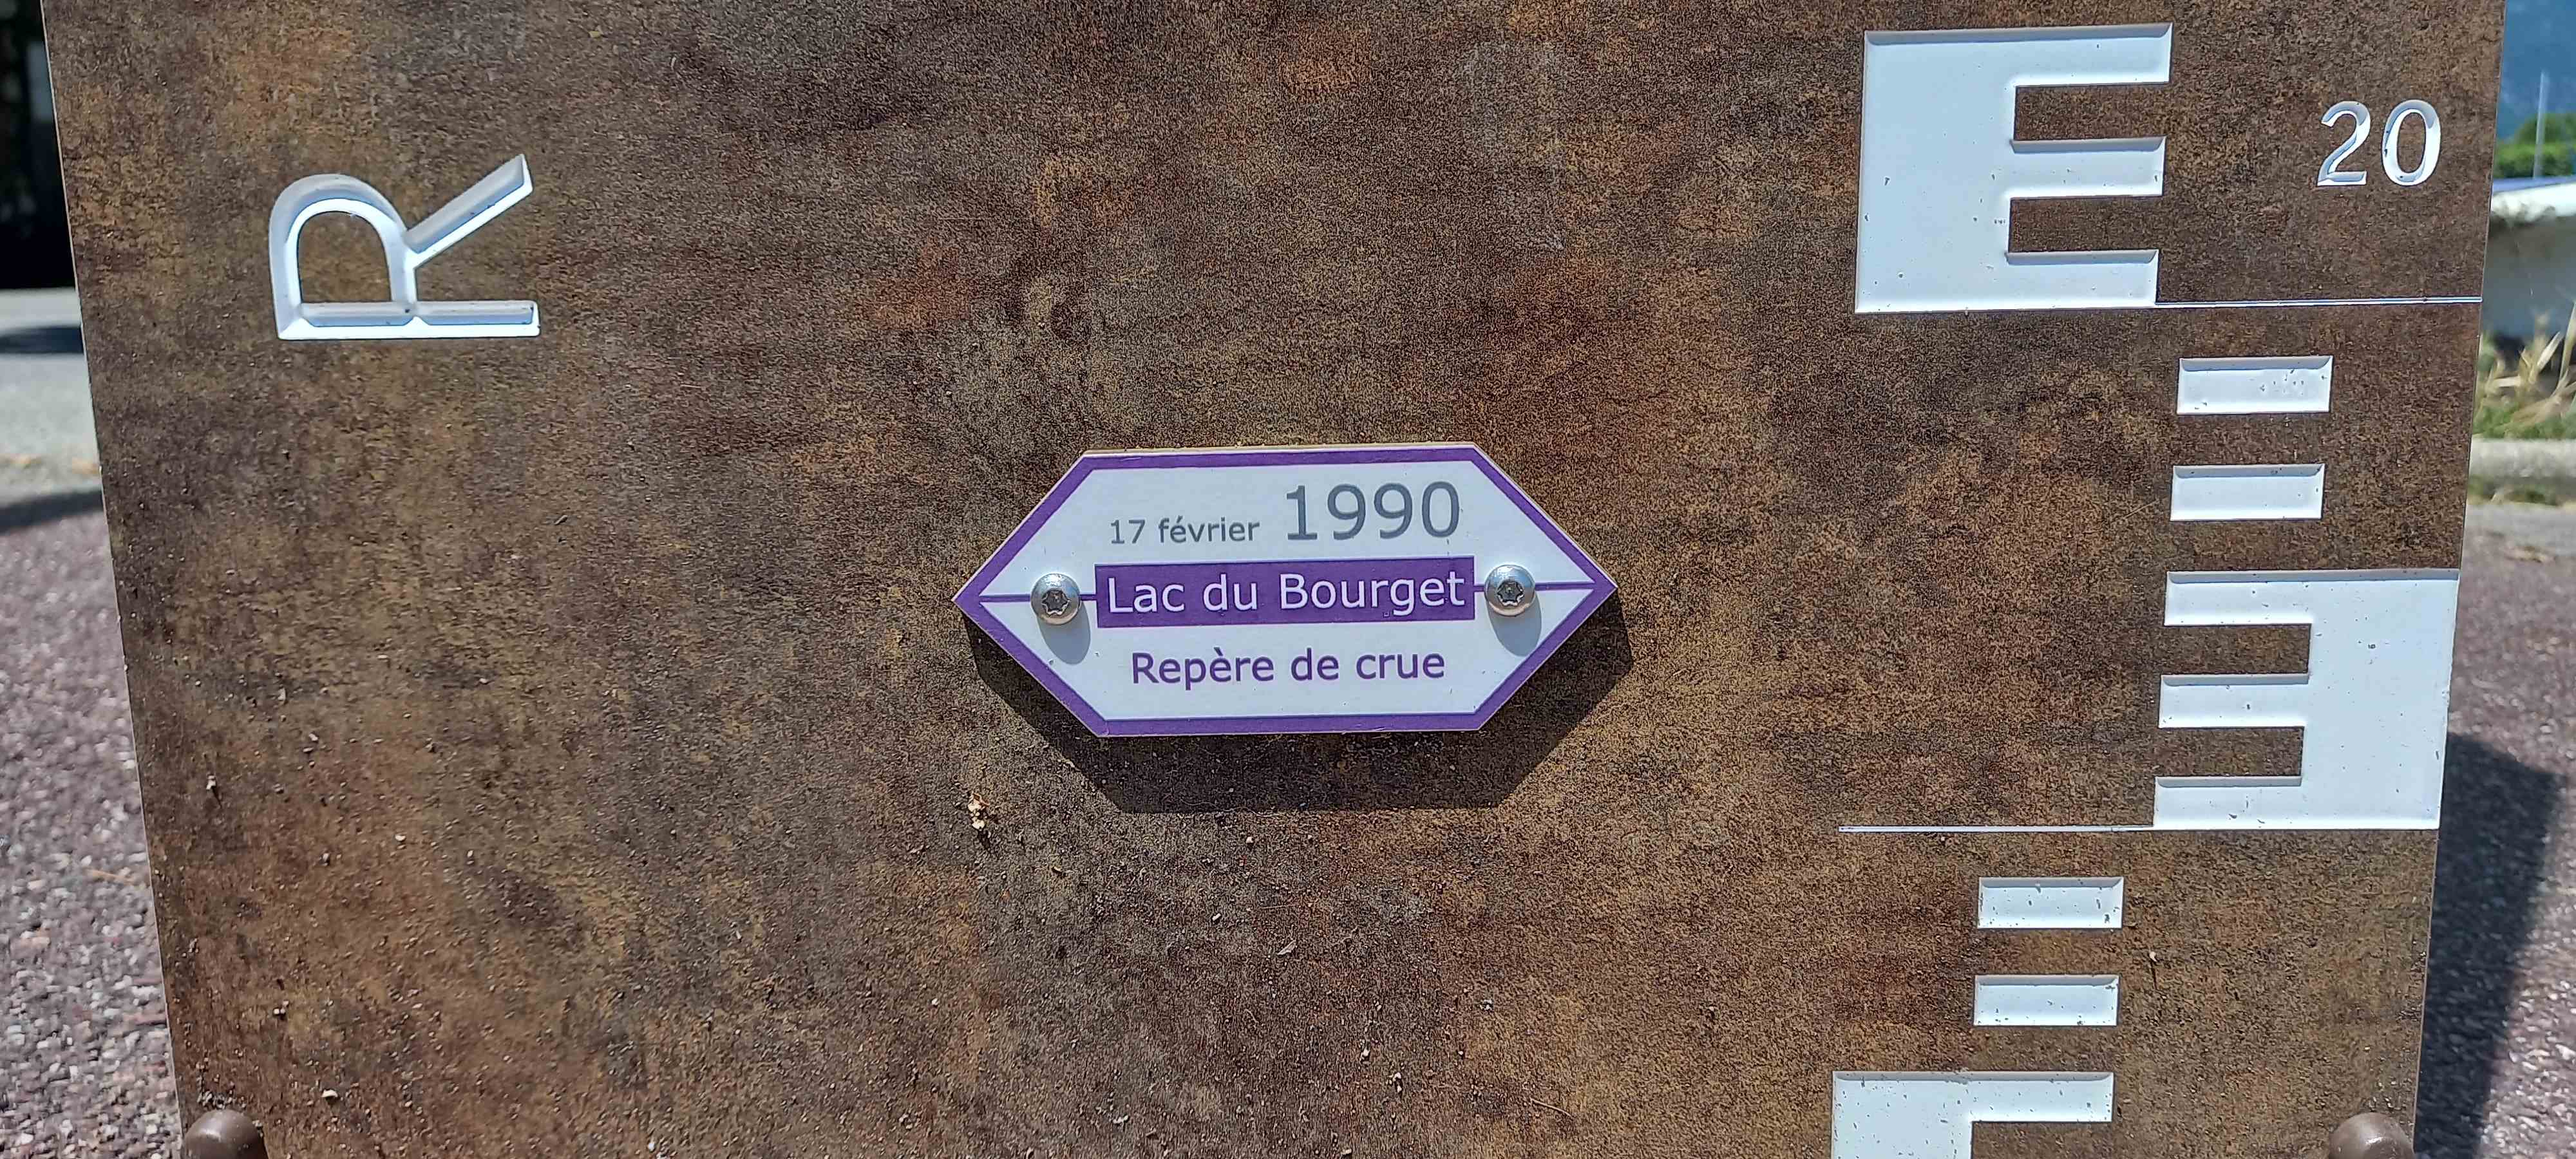 R
20
17 février 1990
Lac du Bourget
Repère de crue